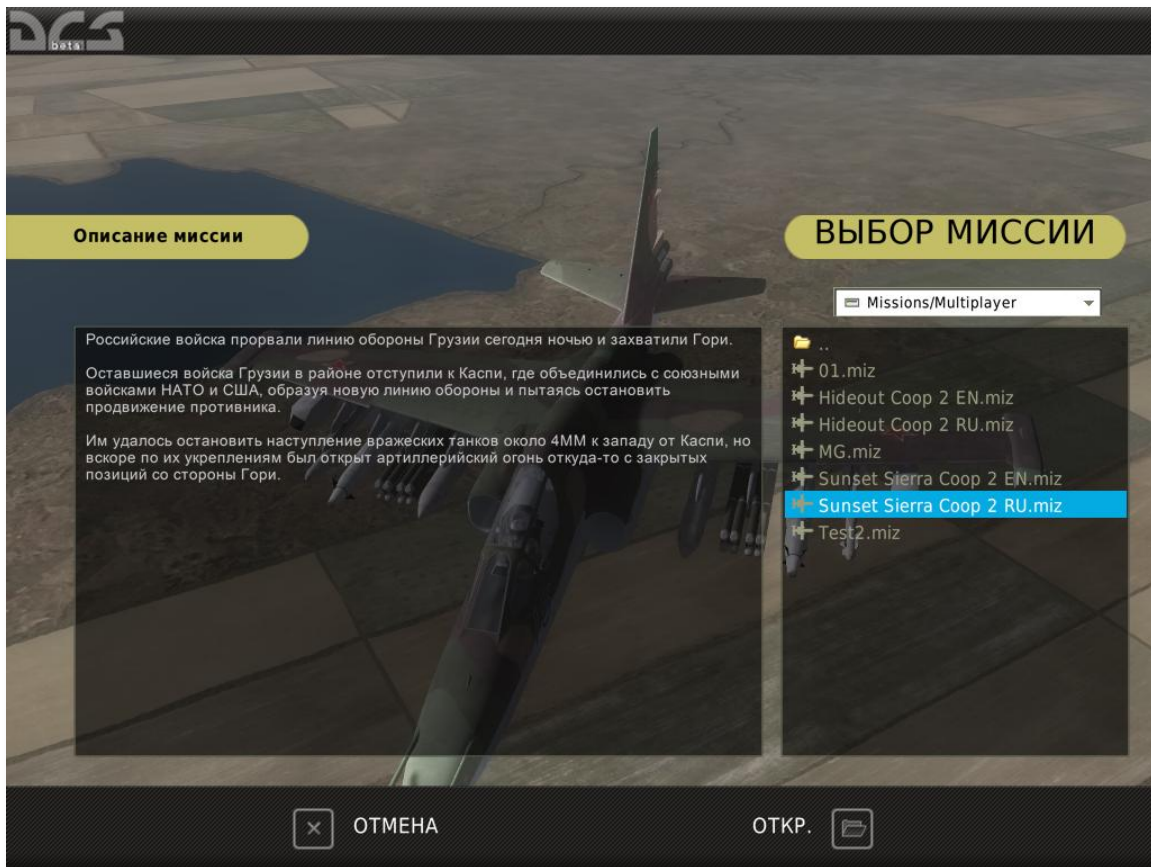 DCS
beta
Описание миссии
ВЫБОР МИССИИ
Missions/Multiplayer
Российские войска прорвали линию обороны Грузии сегодня ночью и захватили Гори.
Оставшиеся войска Грузии в районе отступили к Каспи, где объединились с союзными
войсками НАТО и США, образуя новую линию обороны и пытаясь остановить
продвижение противника.
Им удалось остановить наступление вражеских танков около 4ММ к западу от Каспи, но
вскоре по их укреплениям был открыт артиллерийский огонь откуда-то с закрытых
позиций со стороны Гори.
..
01.miz
Hideout Coop 2 EN.miz
Hideout Coop 2 RU.miz
MG.miz
Sunset Sierra Coop 2 EN.miz
Sunset Sierra Coop 2 RU.miz
Test2.miz
ОТМЕНА
ОТКР.